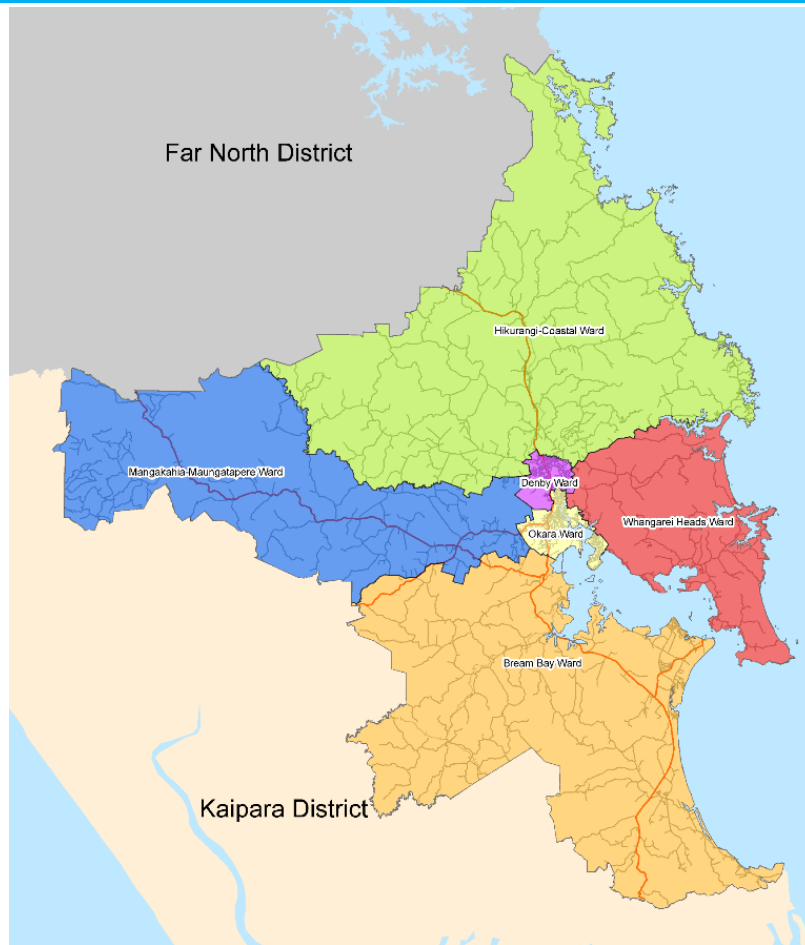 Far North District
Hikurangi-Coastal Ward
Mangakahia-Maungatapere Ward
Denby Ward
Whangarei Heads Ward
Okara Ward
Bream Bay Ward
Kaipara District